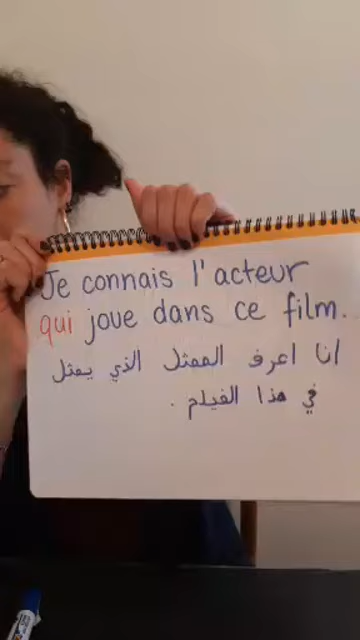 Je connais l'acteur
qui joue dans ce film..
انا اعرف الممثل الذي يمثل
في هذا الفيلم .